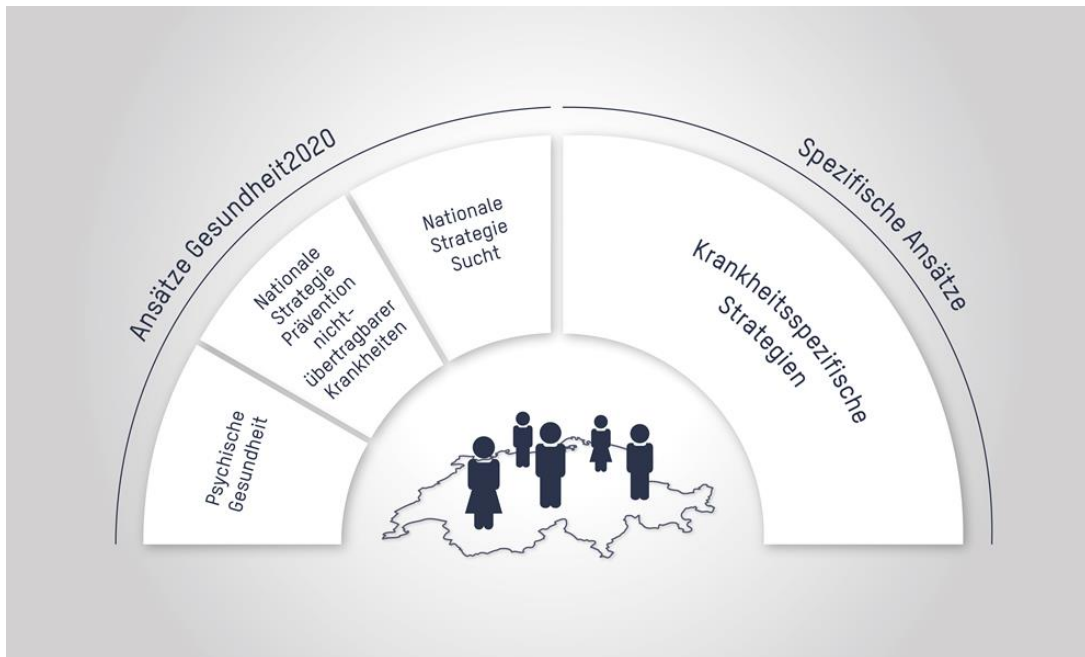 Ansätze Gesundheit2020
Spezifische Ansätze
Psychische
Gesundheit
Nationale
Strategie
Prävention
nicht-
übertragbarer
Krankheiten
Nationale
Strategie
Sucht
Krankheitsspezifische
Strategien